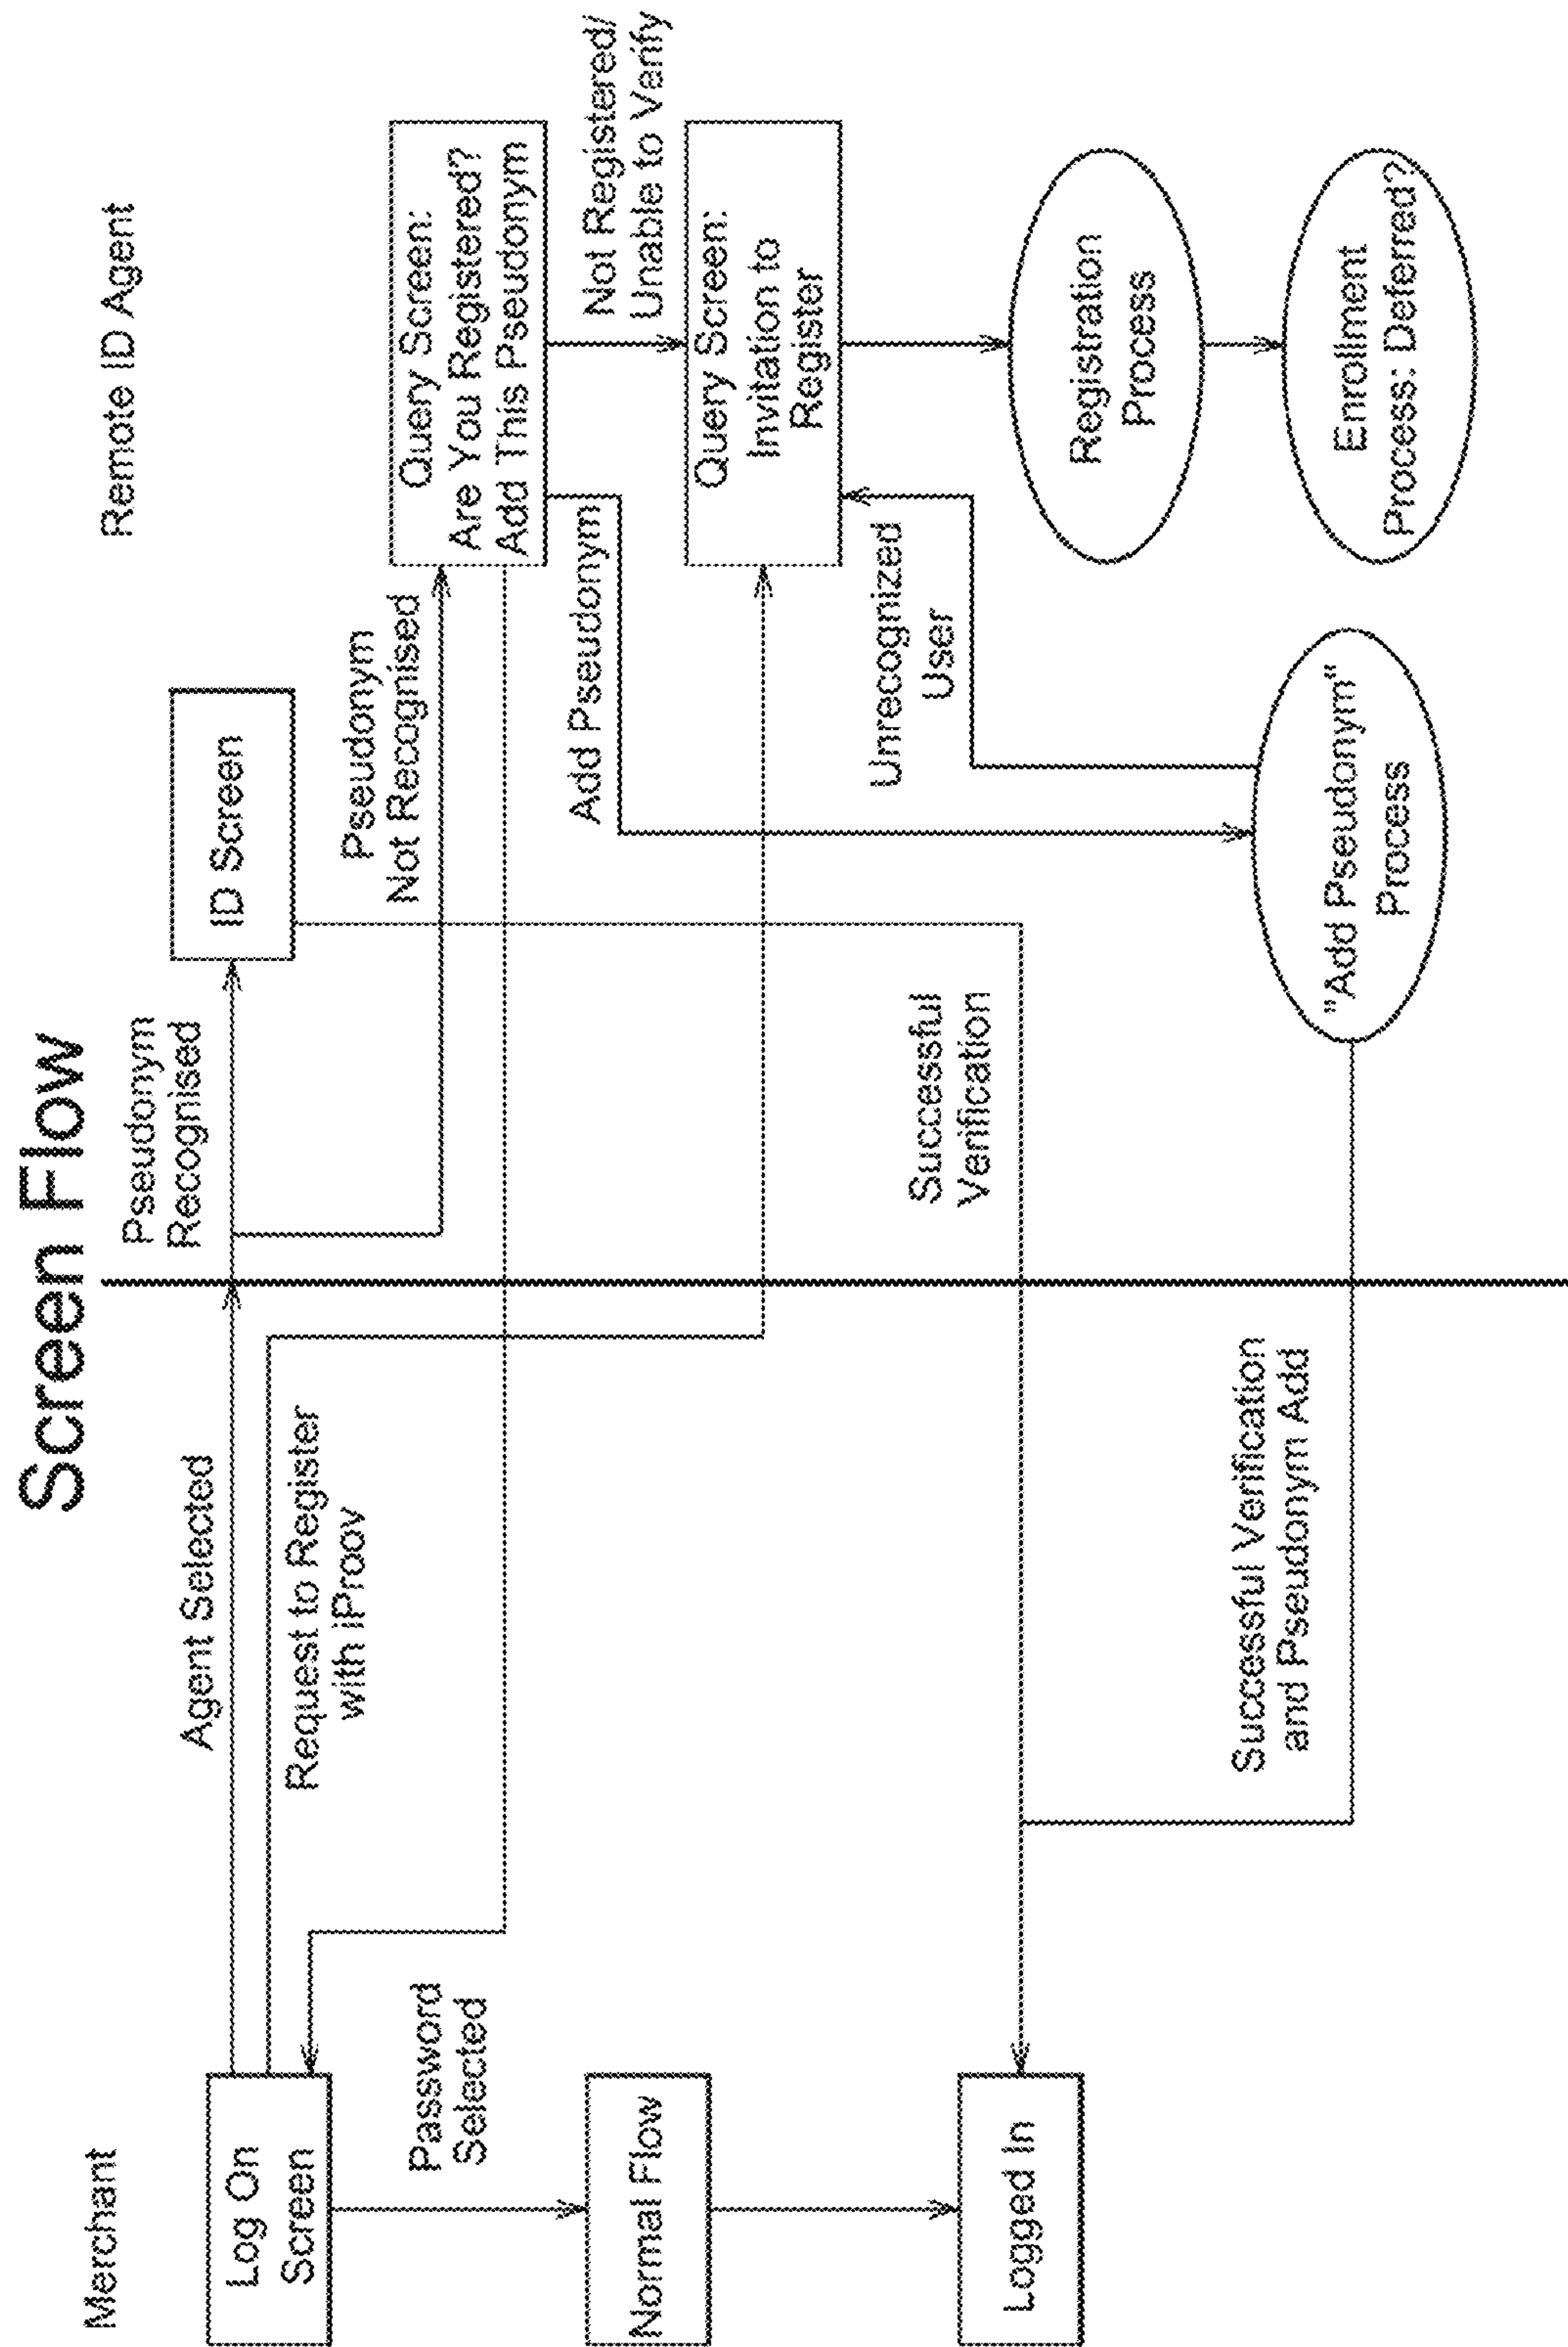 Screen Flow
Merchant
Remote ID Agent
Log On
Screen
Agent Selected
Pseudonym
Recognised
ID Screen
Request to Register
with iProov
Pseudonym
Not Recognised
Query Screen:
Are You Registered?
Add This Pseudonym
Password
Selected
Add Pseudonym
Not Registered/
Unable to Verify
Normal Flow
Query Screen:
Invitation to
Register
Unrecognized
User
Successful
Verification
Logged In
Registration
Process
Successful Verification
and Pseudonym Add
"Add Pseudonym"
Process
Enrollment
Process: Deferred?